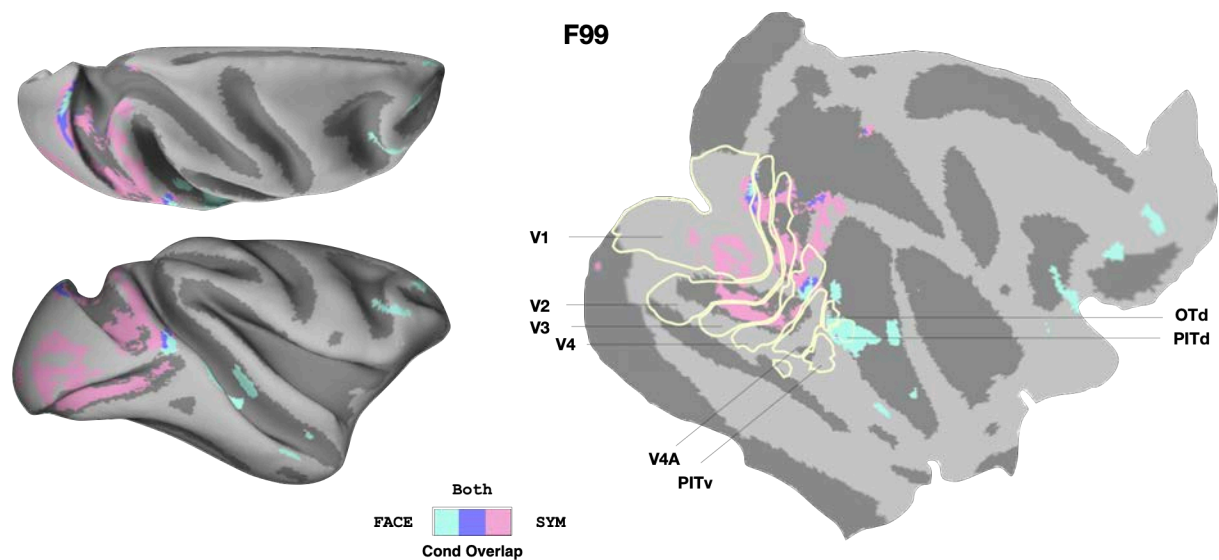 F99
V1
V2
V3
V4
OTd
PITd
V4A
PITv
Both
FACE SYM
Cond Overlap